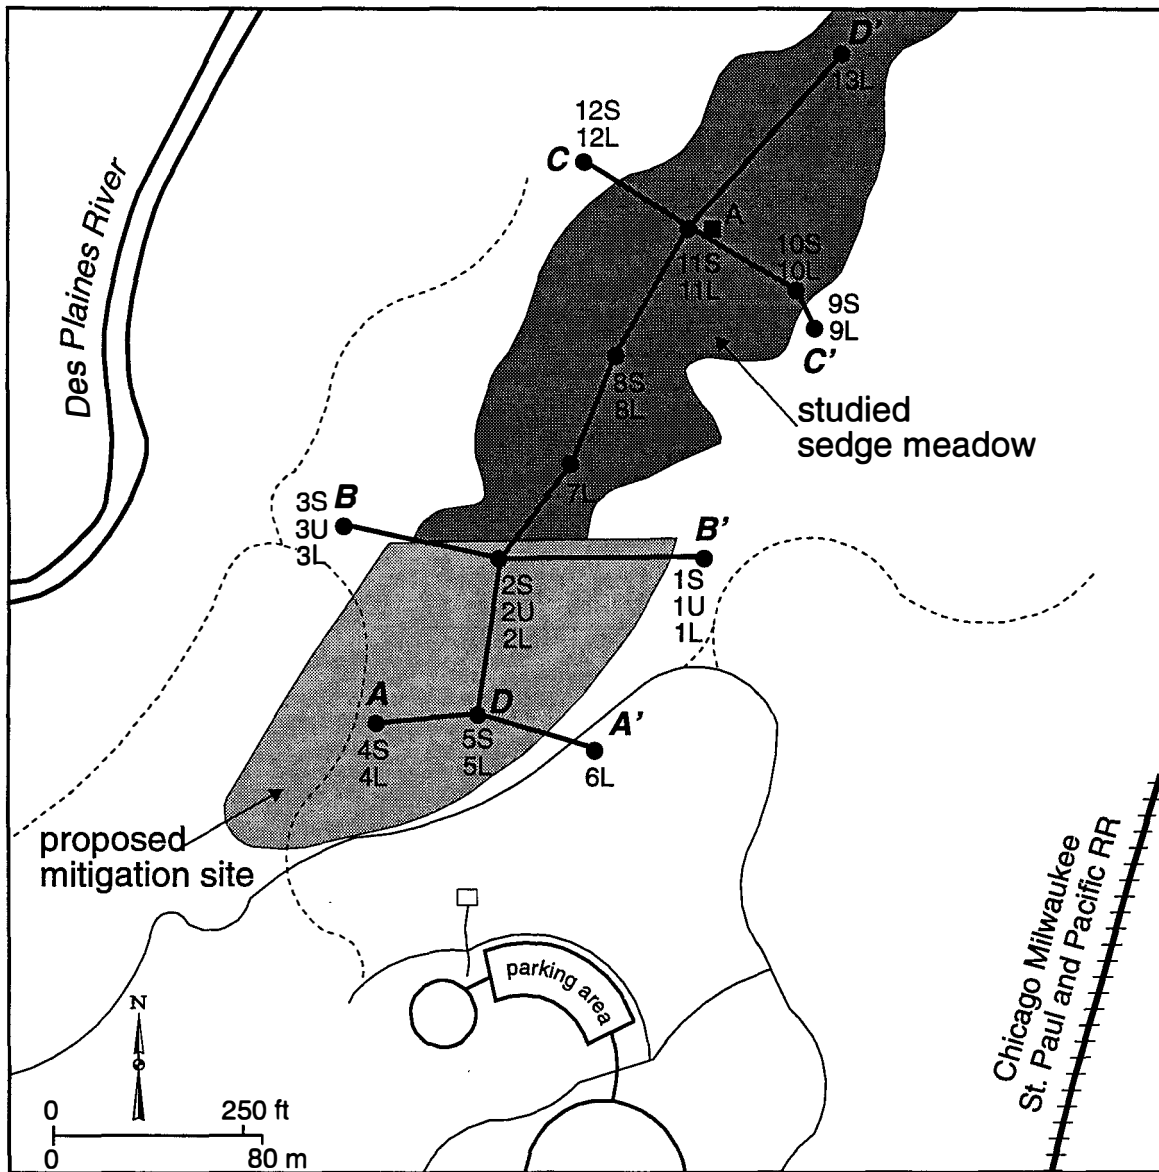 D'
13L
12S
12L
C
Des Plaines River
A
11S
11L
10S
10L
9S
9L
C'
8S
8L
studied
sedge meadow
7L
3S B
3U
3L
B'
2S
2U
2L
1S
1U
1L
A
D
A'
4S
4L
5S
5L
6L
proposed
mitigation site
parking area
Chicago Milwaukee
St. Paul and Pacific RR
N
0 250 ft
0 80 m